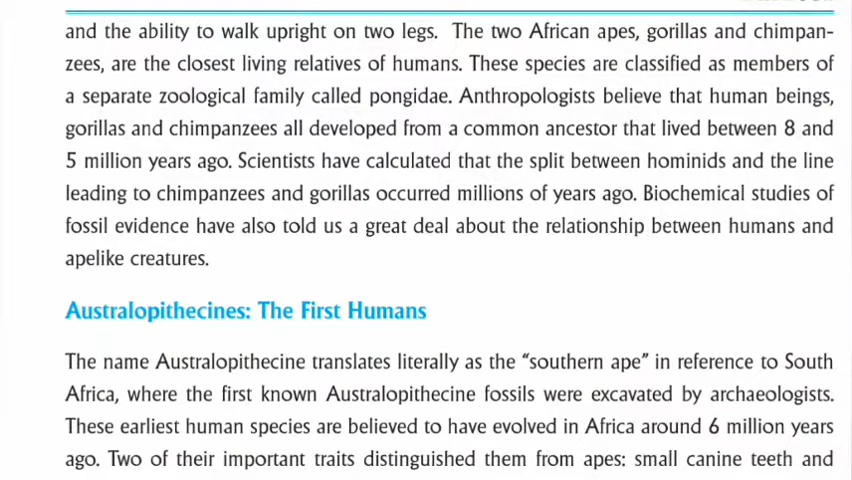 and the ability to walk upright on two legs. The two African apes, gorillas and chimpan-
zees, are the closest living relatives of humans. These species are classified as members of
a separate zoological family called pongidae. Anthropologists believe that human beings,
gorillas and chimpanzees all developed from a common ancestor that lived between 8 and
5 million years ago. Scientists have calculated that the split between hominids and the line
leading to chimpanzees and gorillas occurred millions of years ago. Biochemical studies of
fossil evidence have also told us a great deal about the relationship between humans and
apelike creatures.
Australopithecines: The First Humans
The name Australopithecine translates literally as the “southern ape” in reference to South
Africa, where the first known Australopithecine fossils were excavated by archaeologists.
These earliest human species are believed to have evolved in Africa around 6 million years
ago. Two of their important traits distinguished them from apes: small canine teeth and